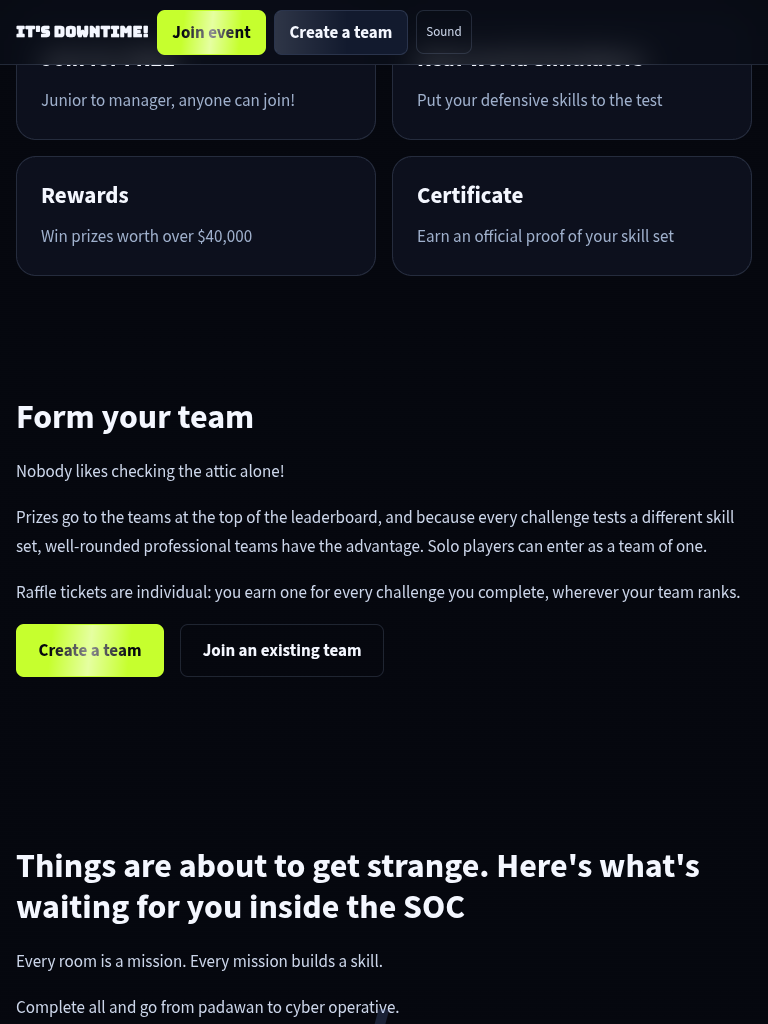 IT'S DOWNTIME!
Join event
Create a team
Sound
Junior to manager, anyone can join!
Put your defensive skills to the test
Rewards
Win prizes worth over $40,000
Certificate
Earn an official proof of your skill set
Form your team
Nobody likes checking the attic alone!
Prizes go to the teams at the top of the leaderboard, and because every challenge tests a different skill
set, well-rounded professional teams have the advantage. Solo players can enter as a team of one.
Raffle tickets are individual: you earn one for every challenge you complete, wherever your team ranks.
Create a team
Join an existing team
Things are about to get strange. Here's what's
waiting for you inside the SOC
Every room is a mission. Every mission builds a skill.
Complete all and go from padawan to cyber operative.